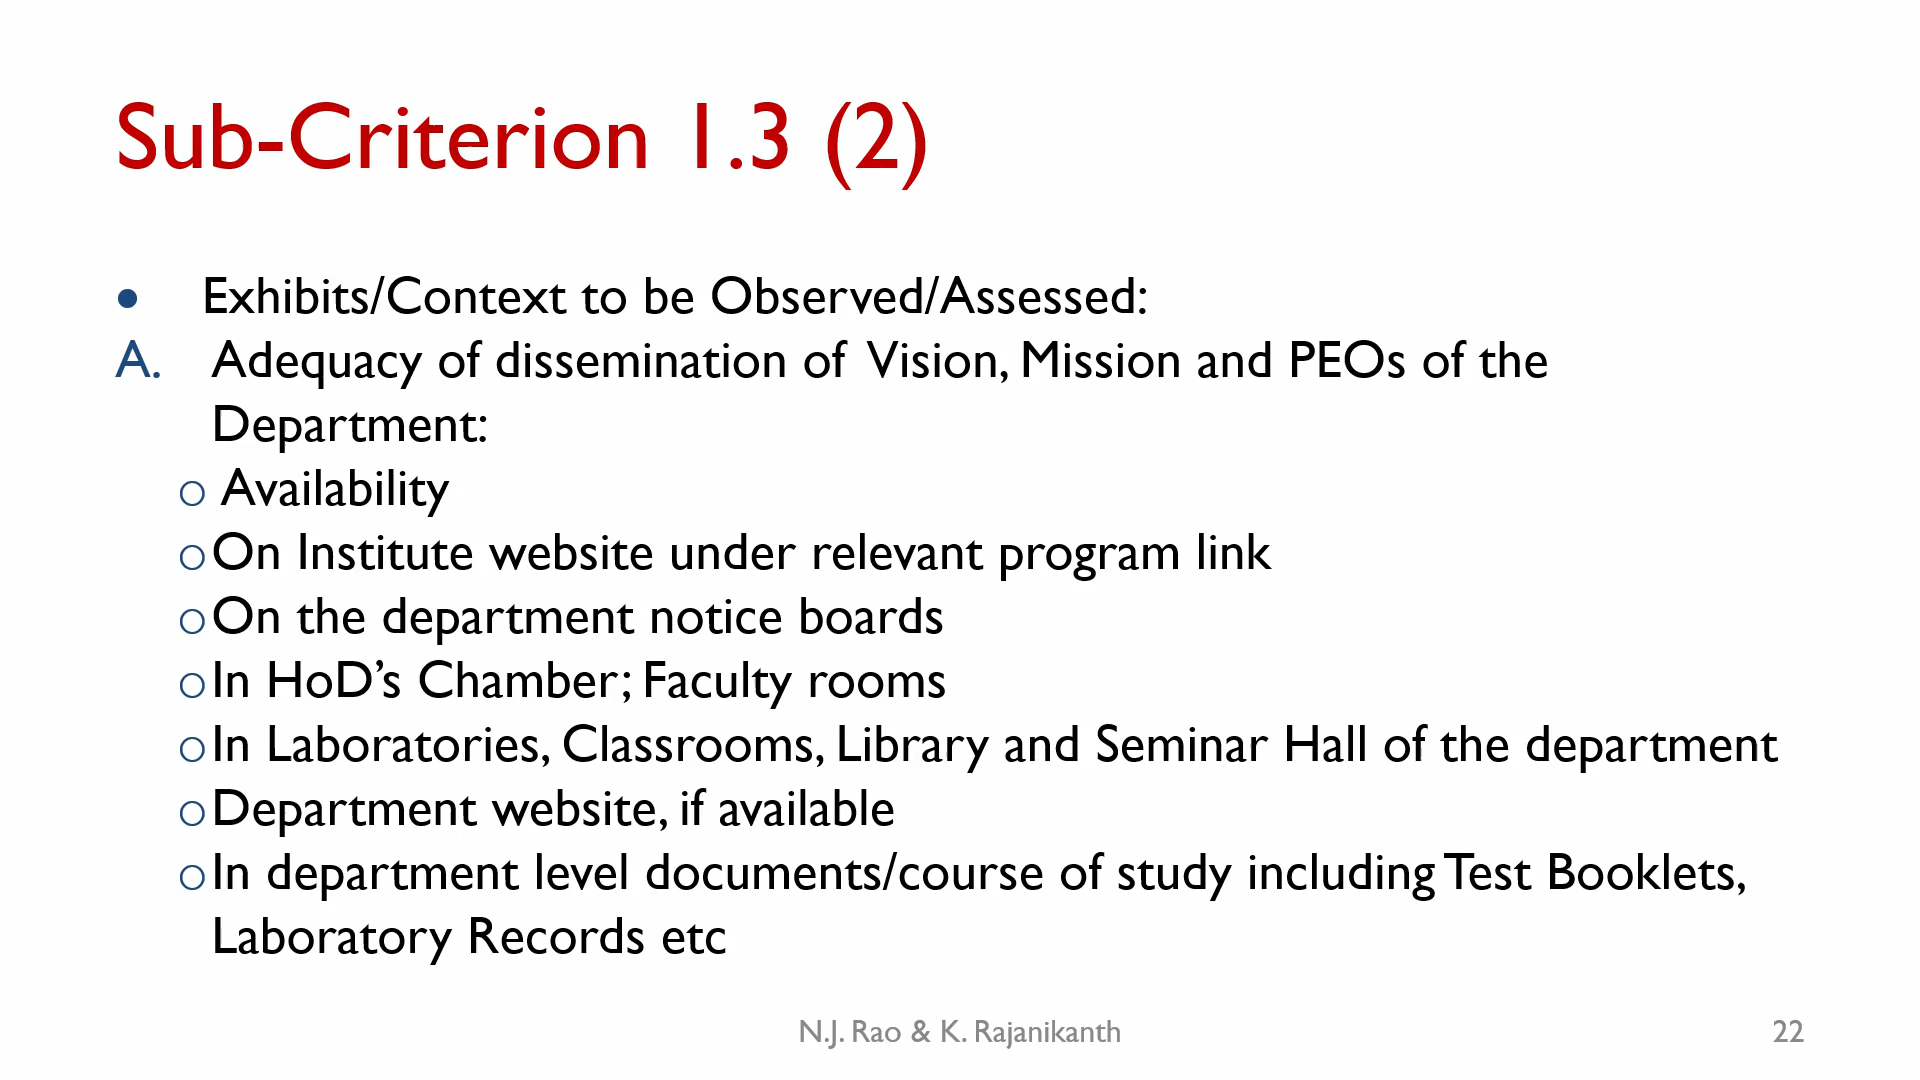 Sub-Criterion 1.3 (2)
• Exhibits/Context to be Observed/Assessed:
A. Adequacy of dissemination of Vision, Mission and PEOs of the
Department:
o Availability
o On Institute website under relevant program link
o On the department notice boards
o In HoD’s Chamber; Faculty rooms
o In Laboratories, Classrooms, Library and Seminar Hall of the department
o Department website, if available
o In department level documents/course of study including Test Booklets,
Laboratory Records etc
N.J. Rao & K. Rajanikanth
22